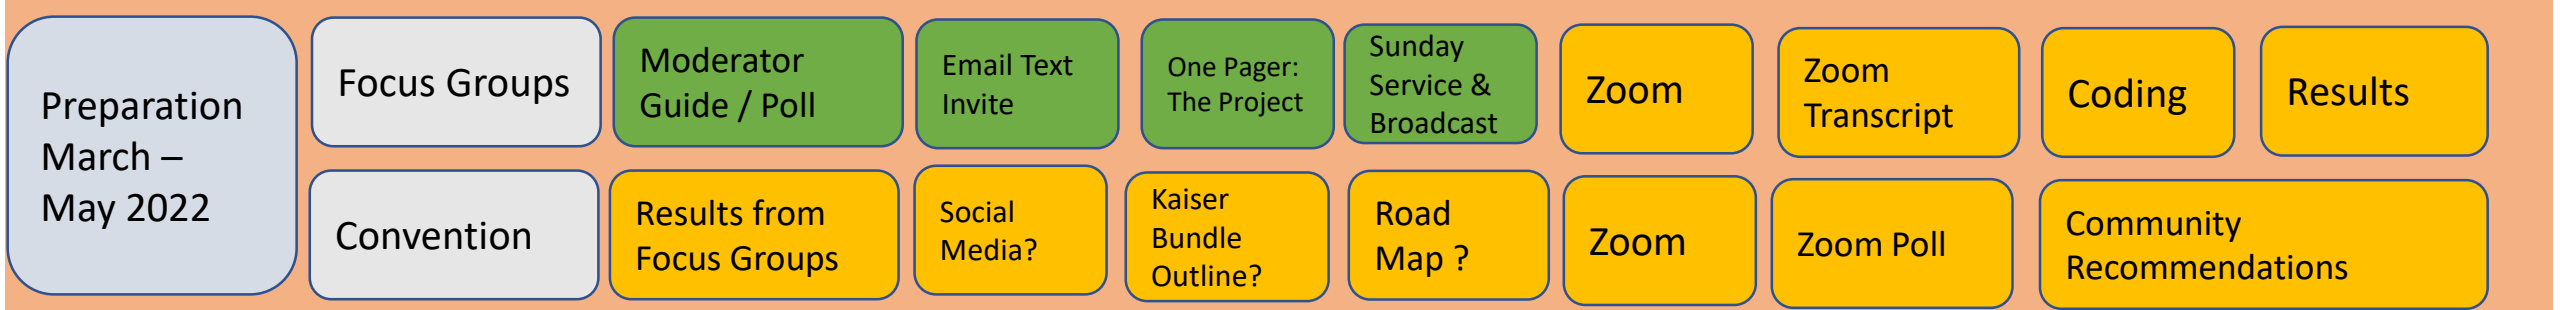 Preparation
March –
May 2022
Focus Groups
Moderator
Guide / Poll
Email Text
Invite
One Pager:
The Project
Sunday
Service &
Broadcast
Zoom
Zoom
Transcript
Coding
Results
Convention
Results from
Focus Groups
Social
Media?
Kaiser
Bundle
Outline?
Road
Map ?
Zoom
Zoom Poll
Community
Recommendations